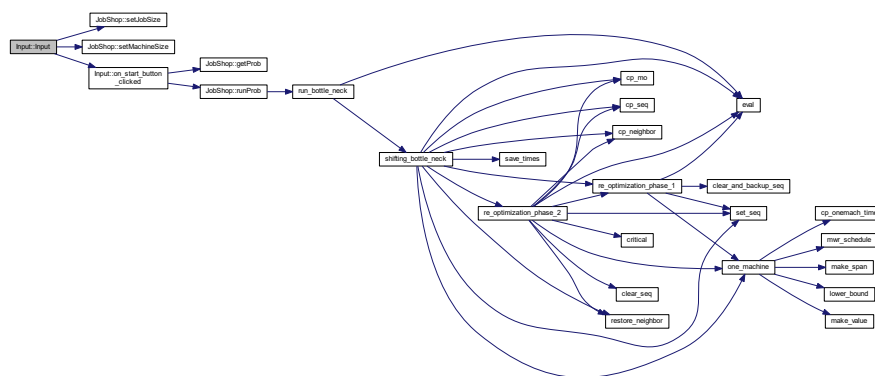 JobShop::setJobSize
Input::Input
JobShop::setMachineSize
Input::on_start_button
_clicked
JobShop::getProb
JobShop::runProb
run_bottle_neck
cp_mo
cp_seq
eval
cp_neighbor
shifting_bottle_neck
save_times
re_optimization_phase_1
clear_and_backup_seq
re_optimization_phase_2
set_seq
cp_onemach_time
critical
mwr_schedule
one_machine
make_span
clear_seq
lower_bound
restore_neighbor
make_value